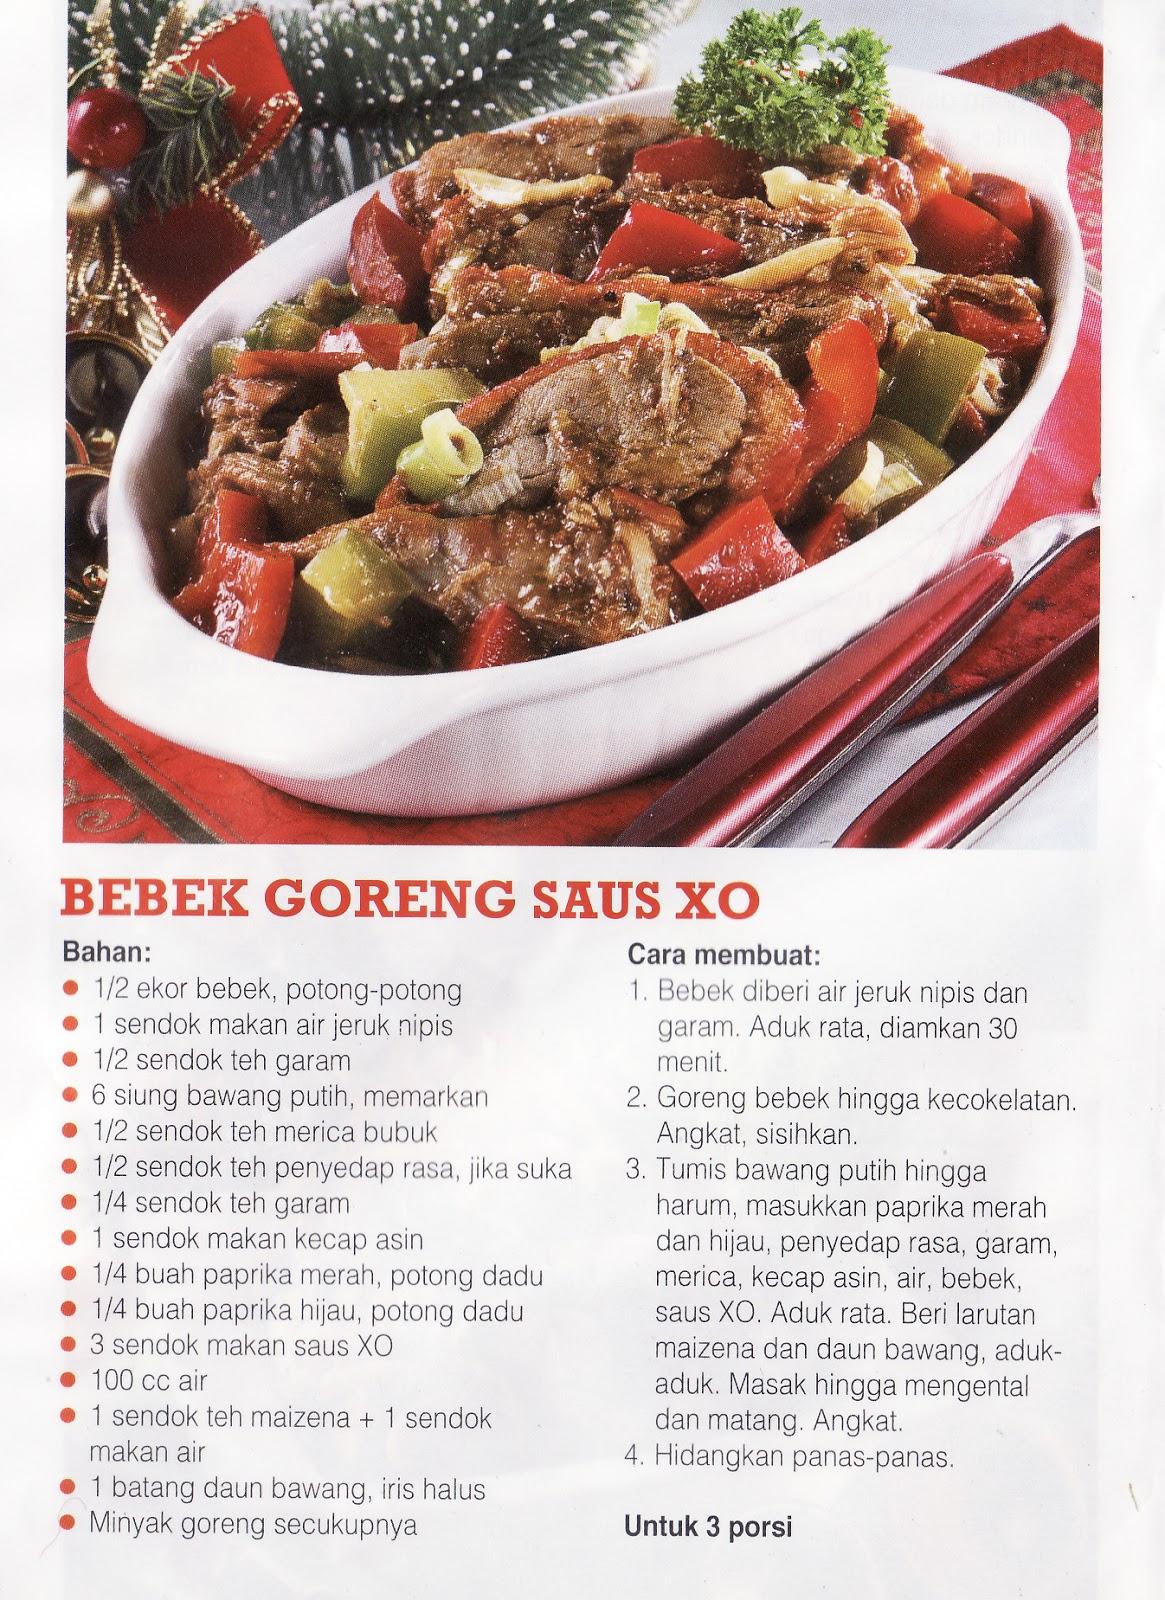 BEBEK GORENG SAUS XO
Bahan:
● 1/2 ekor bebek, potong-potong
● 1 sendok makan air jeruk nipis
● 1/2 sendok teh garam
● 6 siung bawang putih, memarkan
● 1/2 sendok teh merica bubuk
● 1/2 sendok teh penyedap rasa, jika suka
● 1/4 sendok teh garam
● 1 sendok makan kecap asin
● 1/4 buah paprika merah, potong dadu
● 1/4 buah paprika hijau, potong dadu
● 3 sendok makan saus XO
● 100 cc air
● 1 sendok teh maizena + 1 sendok
makan air
● 1 batang daun bawang, iris halus
● Minyak goreng secukupnya
Cara membuat:
1. Bebek diberi air jeruk nipis dan
garam. Aduk rata, diamkan 30
menit.
2. Goreng bebek hingga kecokelatan.
Angkat, sisihkan.
3. Tumis bawang putih hingga
harum, masukkan paprika merah
dan hijau, penyedap rasa, garam,
merica, kecap asin, air, bebek,
saus XO. Aduk rata. Beri larutan
maizena dan daun bawang, aduk-
aduk. Masak hingga mengental
dan matang. Angkat.
4. Hidangkan panas-panas.
Untuk 3 porsi